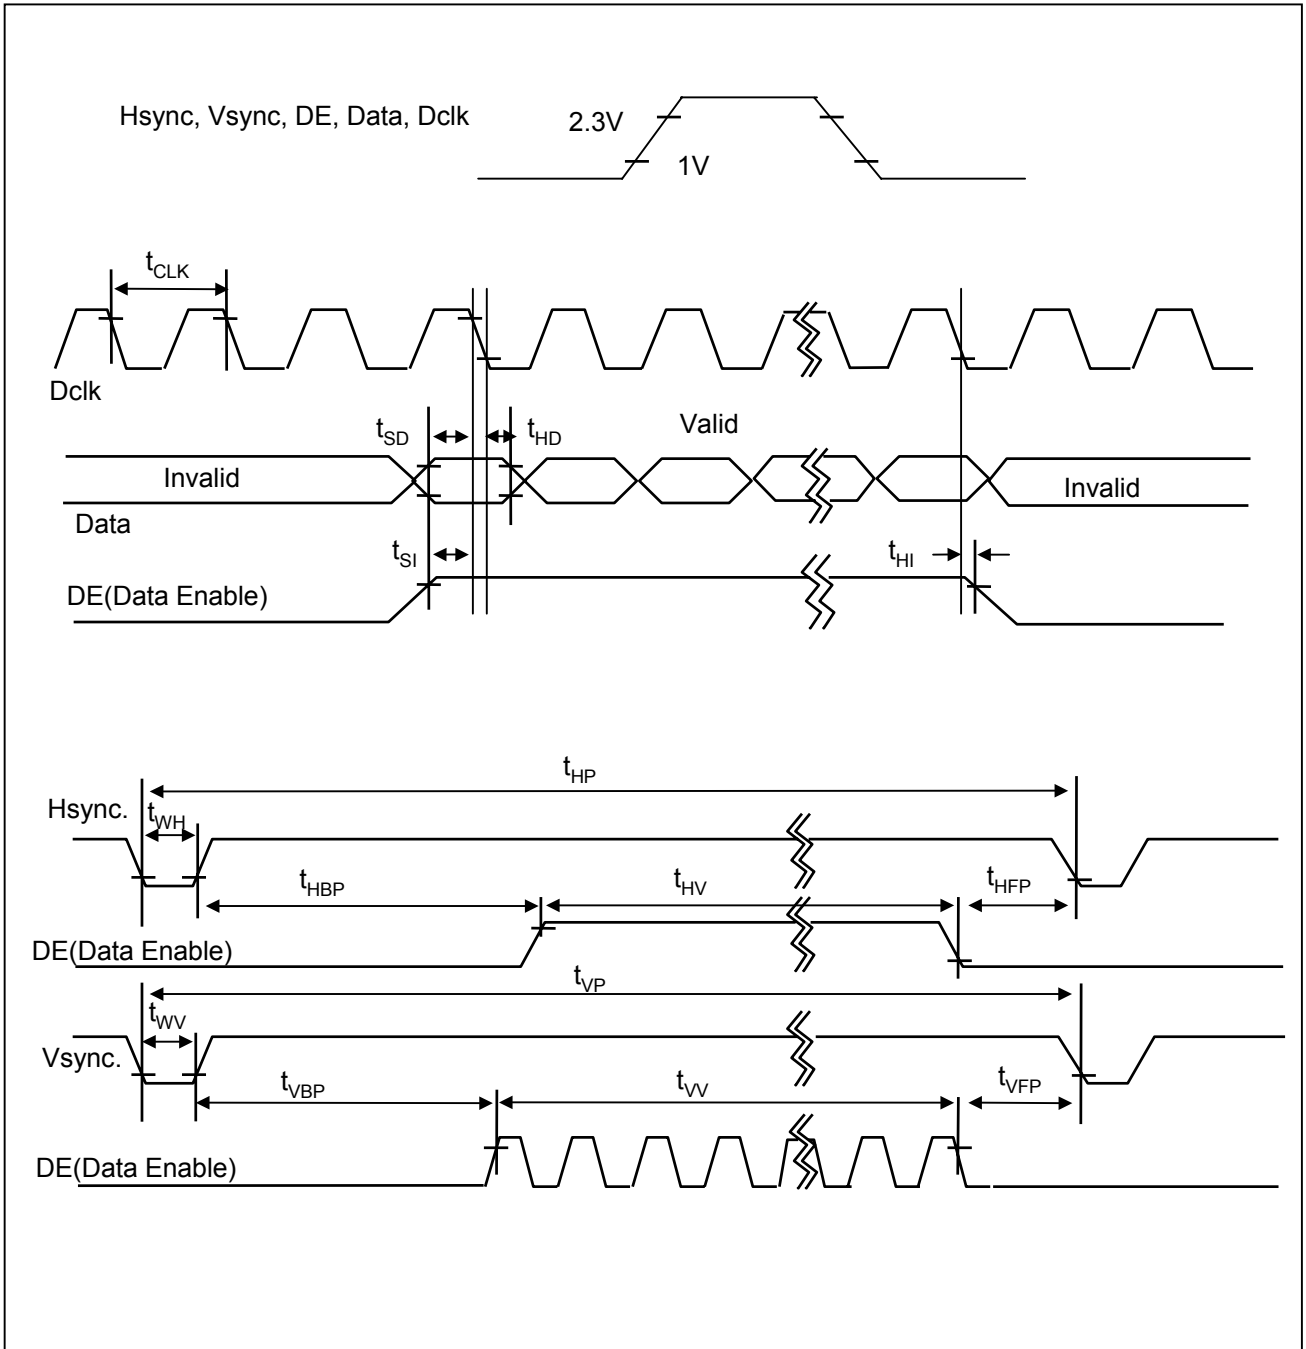 Hsync, Vsync, DE, Data, Dclk
2.3V
1V
tCLK
Dclk
tSD
tHD
Valid
Invalid
Invalid
Data
tSI
tHI
DE(Data Enable)
tHP
Hsync.
tWH
tHBP
tHV
tHFP
DE(Data Enable)
tVP
tWV
Vsync.
tVBP
tVV
tVFP
DE(Data Enable)